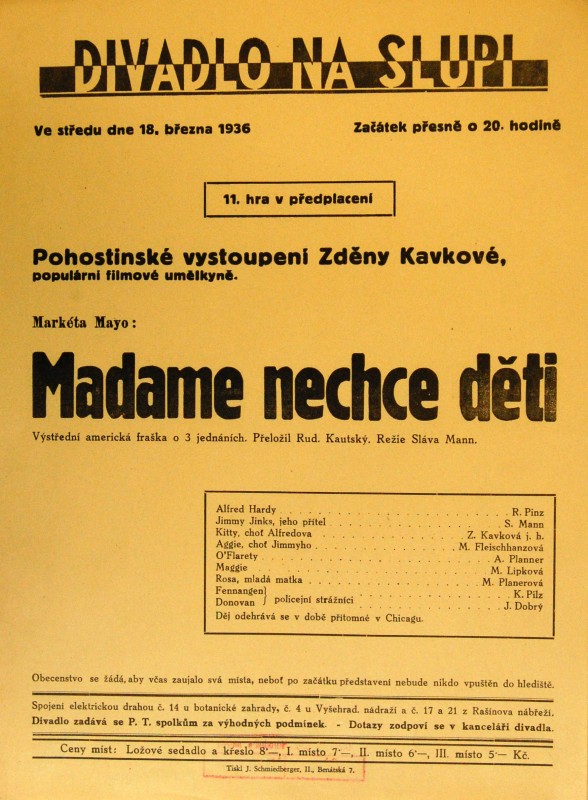 DIVADLO NA SLUPI
Ve středu dne 18. března 1936 Začátek přesně o 20. hodině
11. hra v předplacení
Pohostinské vystoupení Zděny Kavkové,
populární filmové umělkyně.
Markéta Mayo:
Madame nechce děti
Výstřední americká fraška o 3 jednáních. Přeložil Rud. Kautský. Režie Sláva Mann.
Alfred Hardy . . . R. Pinz
Jimmy Jinks, jeho přítel . . . S. Mann
Kitty, choť Alfredova . . . Z. Kavková j. h.
Aggie, choť Jimmyho . . . M. Fleischhanzová
O'Flarety . . . A. Planner
Maggie . . . M. Lipková
Rosa, mladá matka . . . M. Planerová
Fennangen } policejní strážníci . . . K. Pilz
Donovan } . . . J. Dobrý
Děj odehrává se v době přítomné v Chicagu.
Obecenstvo se žádá, aby včas zaujalo svá místa, neboť po začátku představení nebude nikdo vpuštěn do hlediště.
Spojení elektrickou drahou č. 14 u botanické zahrady, č. 4 u Vyšehrad. nádraží a č. 17 a 21 z Rašínova nábřeží.
Divadlo zadává se P. T. spolkům za výhodných podmínek. - Dotazy zodpoví se v kanceláři divadla.
Ceny míst: Ložové sedadlo a křeslo 8·—, I. místo 7·—, II. místo 6·—, III. místo 5·— Kč.
Tiskl J. Schmiedberger, II., Benátská 7.